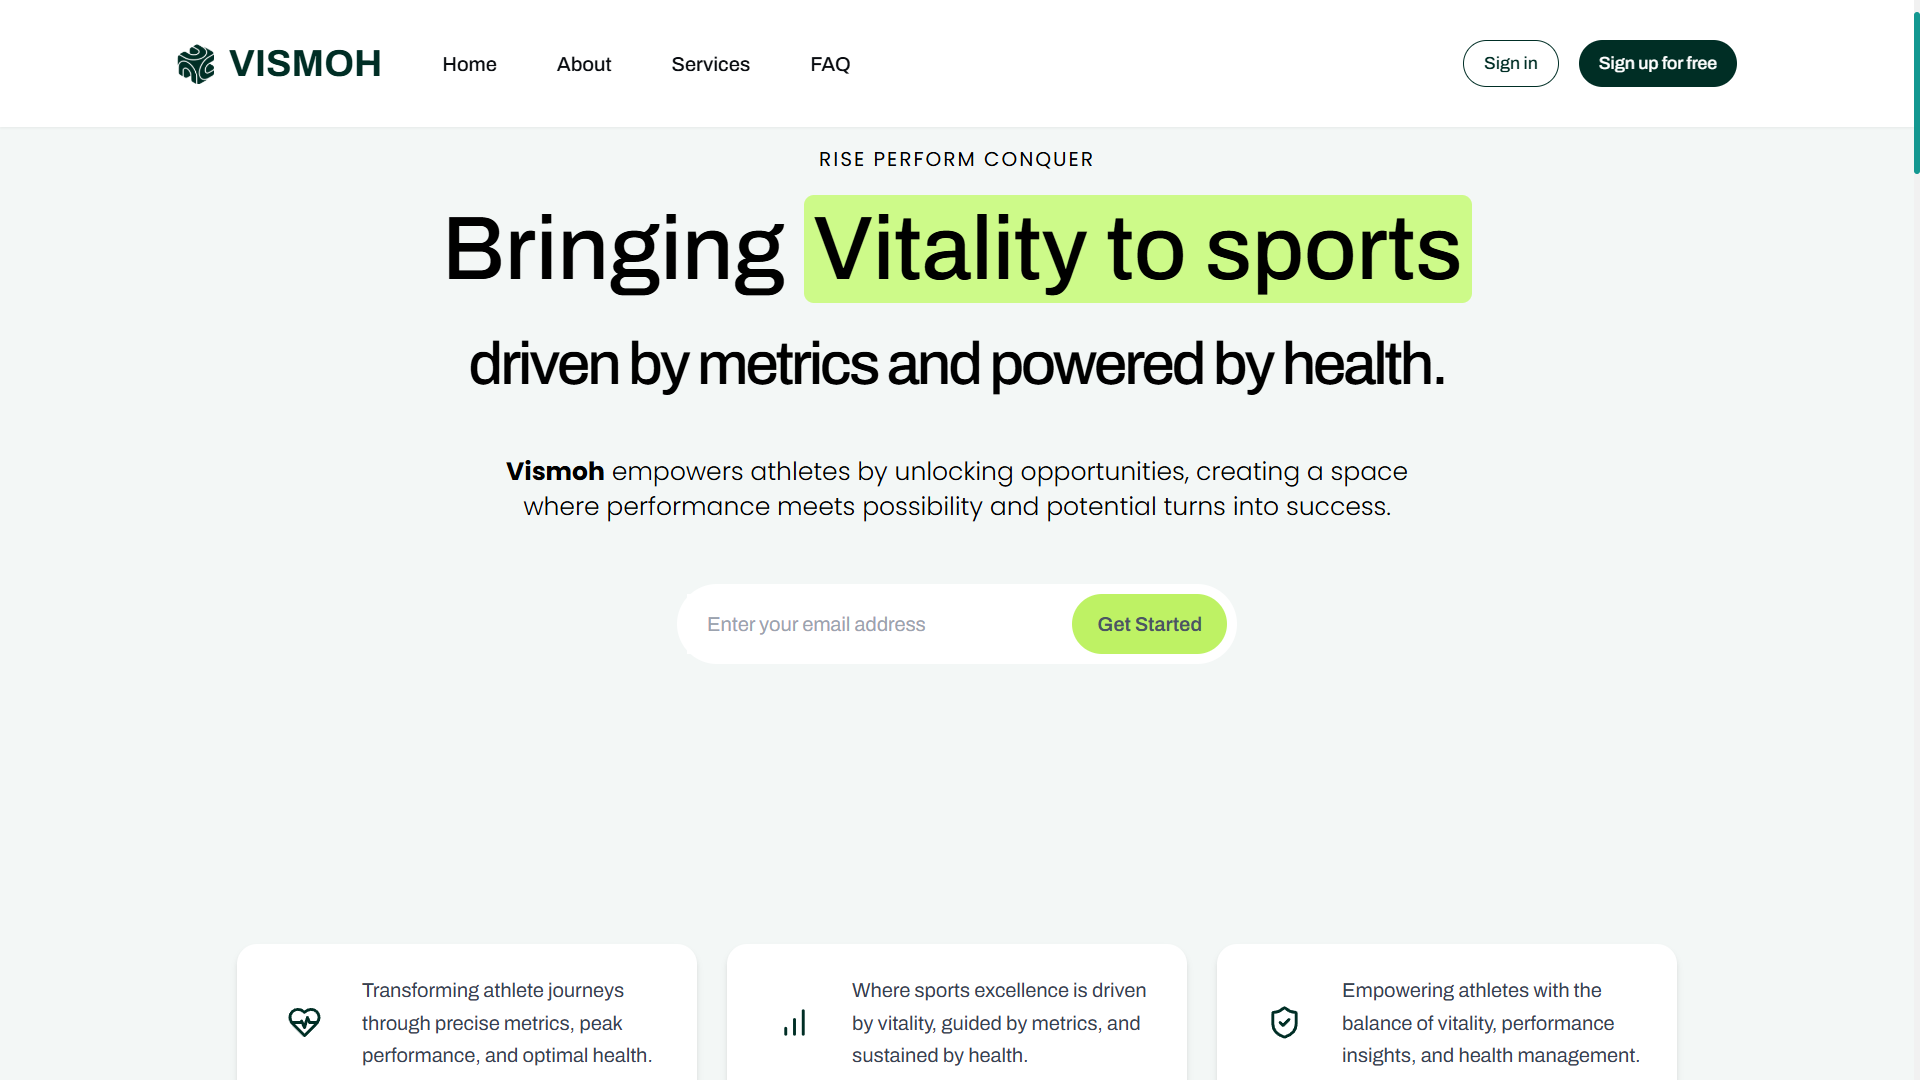 VISMOH
Home About Services FAQ
Sign in Sign up for free
RISE PERFORM CONQUER
Bringing Vitality to sports
driven by metrics and powered by health.
Vismoh empowers athletes by unlocking opportunities, creating a space
where performance meets possibility and potential turns into success.
Enter your email address
Get Started
Transforming athlete journeys
through precise metrics, peak
performance, and optimal health.
Where sports excellence is driven
by vitality, guided by metrics, and
sustained by health.
Empowering athletes with the
balance of vitality, performance
insights, and health management.